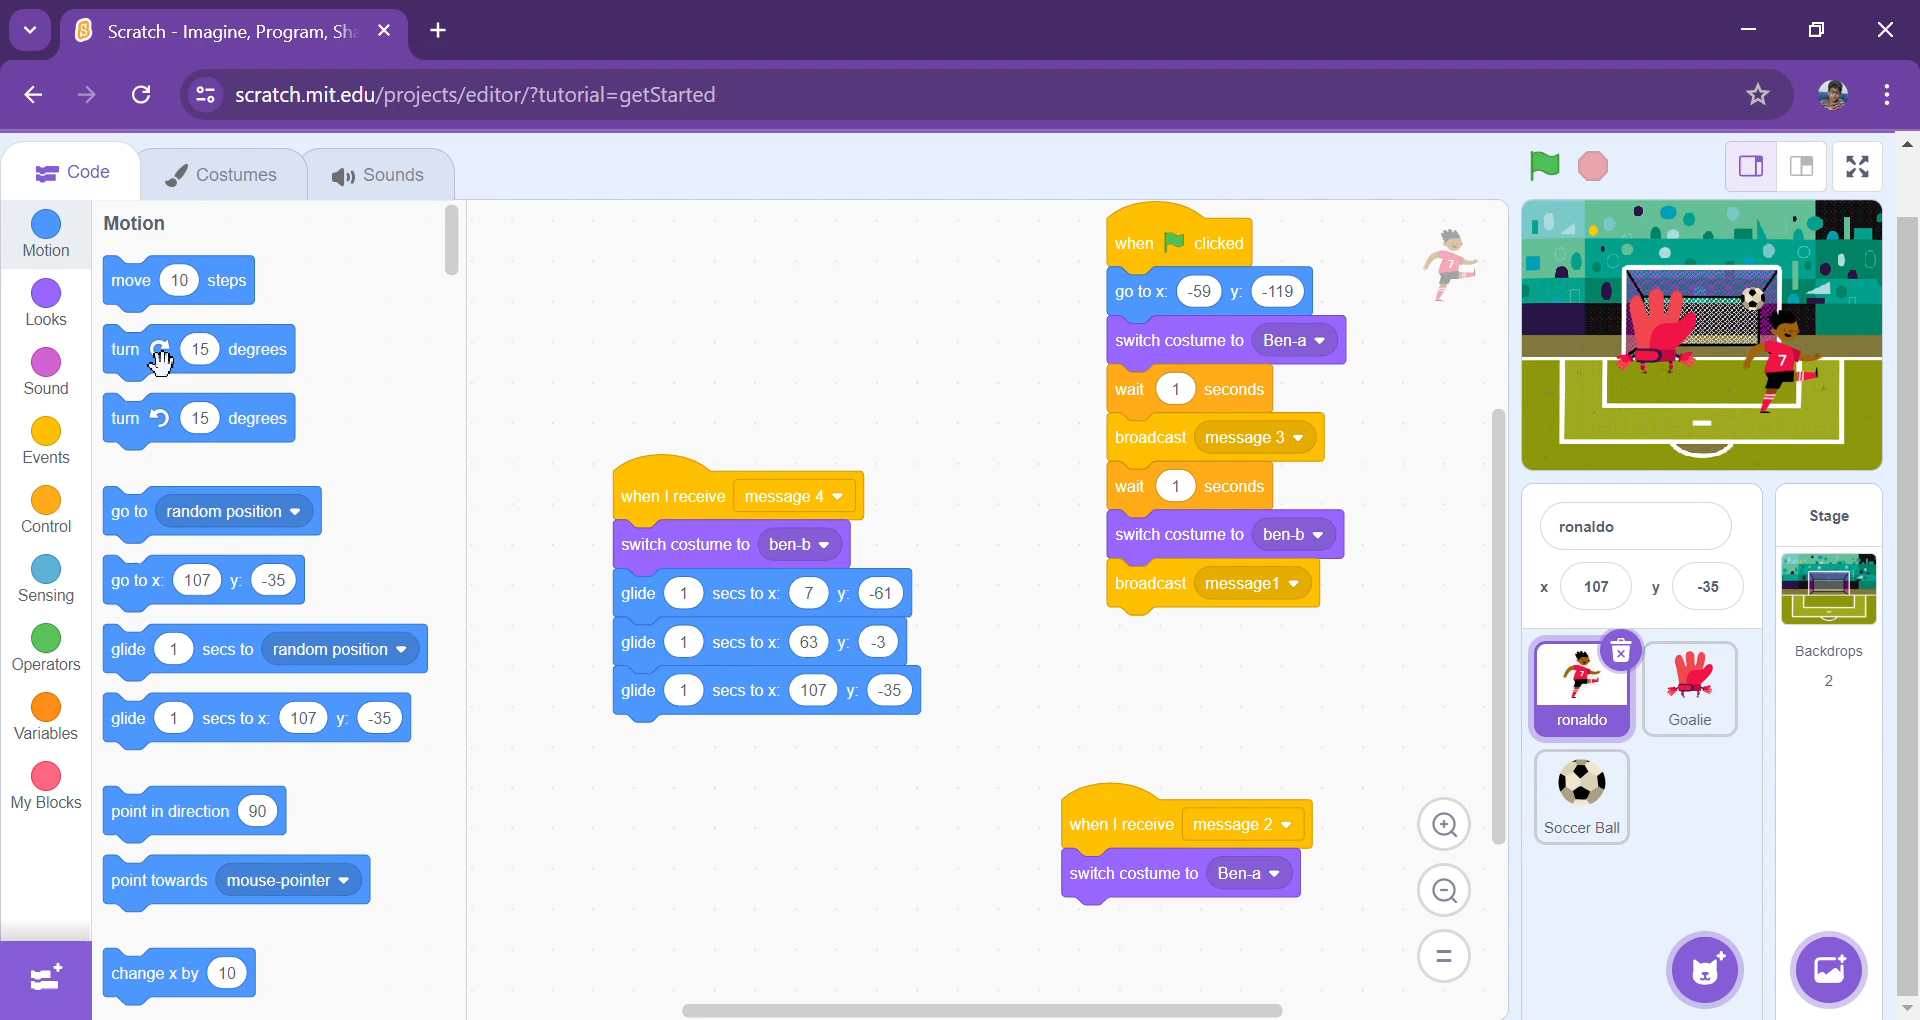 Scratch - Imagine, Program, Sha
scratch.mit.edu/projects/editor/?tutorial=getStarted
Code
Costumes
Sounds
Motion
Looks
Sound
Events
Control
Sensing
Operators
Variables
My Blocks
Motion
move 10 steps
turn 15 degrees
turn 15 degrees
go to random position
go to x: 107 y: -35
glide 1 secs to random position
glide 1 secs to x: 107 y: -35
point in direction 90
point towards mouse-pointer
change x by 10
when I receive message 4
switch costume to ben-b
glide 1 secs to x: 7 y: -61
glide 1 secs to x: 63 y: -3
glide 1 secs to x: 107 y: -35
when clicked
go to x: -59 y: -119
switch costume to Ben-a
wait 1 seconds
broadcast message 3
wait 1 seconds
switch costume to ben-b
broadcast message1
when I receive message 2
switch costume to Ben-a
7
7
ronaldo
x 107 y -35
ronaldo
Goalie
Soccer Ball
Stage
Backdrops
2